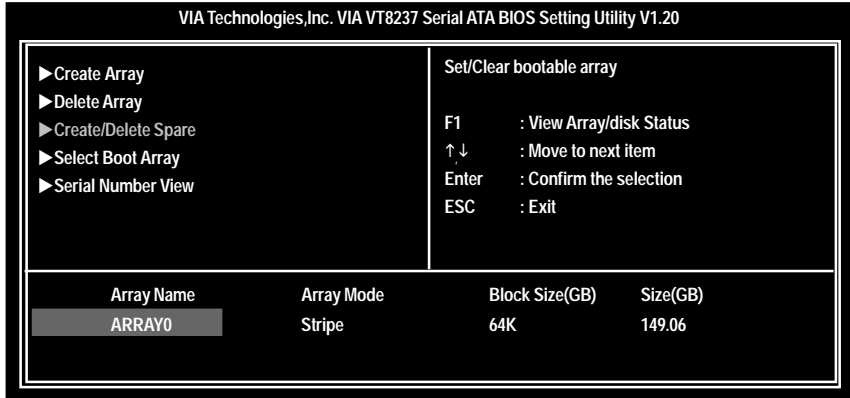 VIA Technologies,Inc. VIA VT8237 Serial ATA BIOS Setting Utility V1.20
▶Create Array
▶Delete Array
▶Create/Delete Spare
▶Select Boot Array
▶Serial Number View
Set/Clear bootable array
F1 : View Array/disk Status
↑,↓ : Move to next item
Enter : Confirm the selection
ESC : Exit
Array Name Array Mode Block Size(GB) Size(GB)
ARRAY0 Stripe 64K 149.06